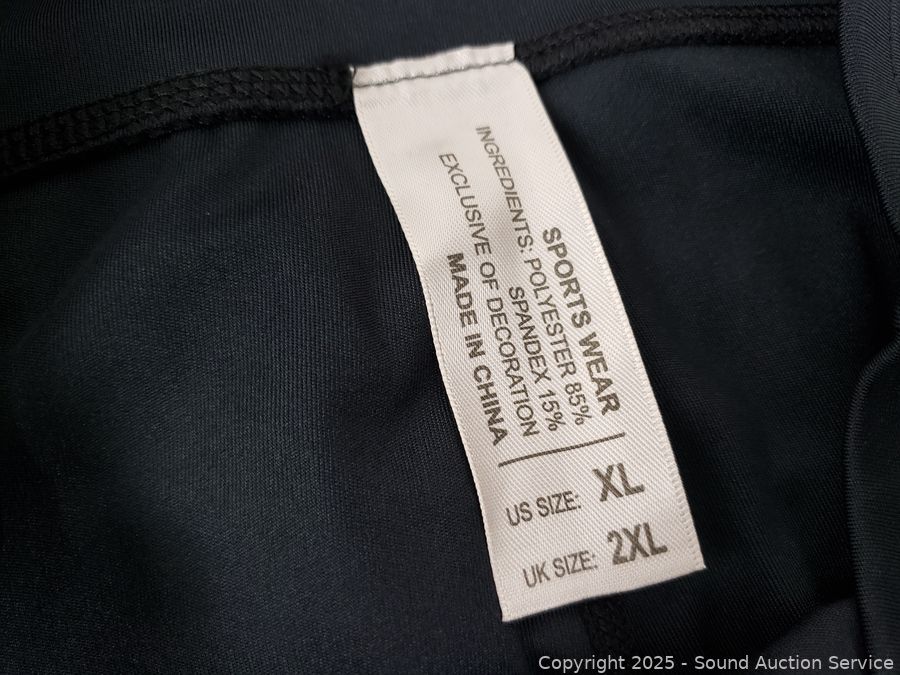 SPORTS WEAR
INGREDIENTS: POLYESTER 85%
SPANDEX 15%
EXCLUSIVE OF DECORATION
MADE IN CHINA
US SIZE: XL
UK SIZE: 2XL
Copyright 2025 - Sound Auction Service